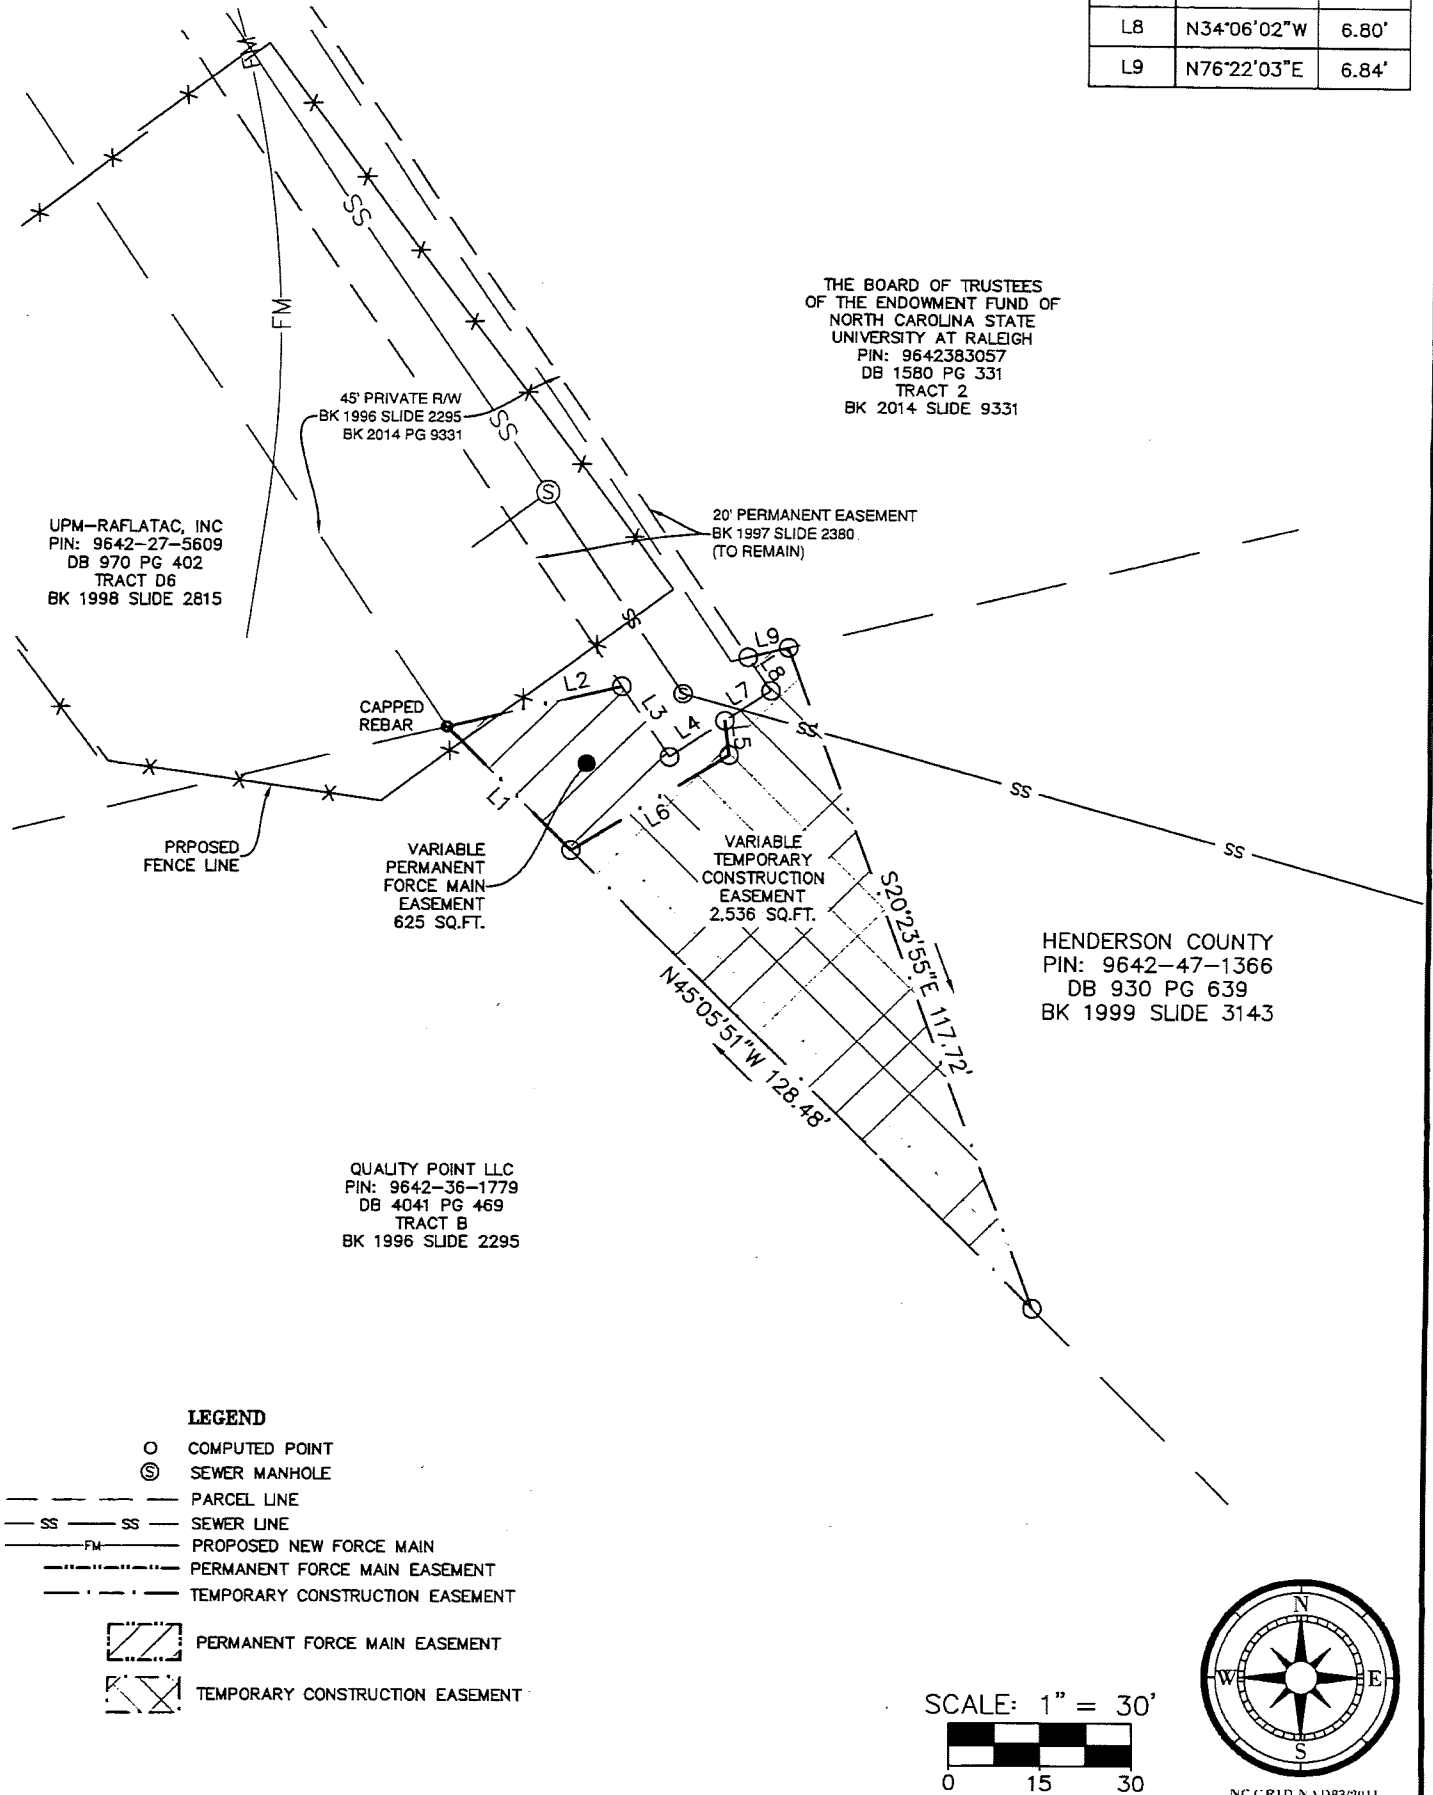 L8 N34°06'02"W 6.80'
L9 N76°22'03"E 6.84'
FM
SS
FM
THE BOARD OF TRUSTEES
OF THE ENDOWMENT FUND OF
NORTH CAROLINA STATE
UNIVERSITY AT RALEIGH
PIN: 9642383057
DB 1580 PG 331
TRACT 2
BK 2014 SLIDE 9331
45' PRIVATE R/W
BK 1996 SLIDE 2295
BK 2014 PG 9331
SS
S
UPM-RAFLATAC, INC
PIN: 9642-27-5609
DB 970 PG 402
TRACT D6
BK 1998 SLIDE 2815
20' PERMANENT EASEMENT
BK 1997 SLIDE 2380
(TO REMAIN)
SS
L9
L8
L2
S
L7
L3
L4
CAPPED
REBAR
L5
SS
L1
L6
SS
PRPOSED
FENCE LINE
VARIABLE
PERMANENT
FORCE MAIN
EASEMENT
625 SQ.FT.
VARIABLE
TEMPORARY
CONSTRUCTION
EASEMENT
2,536 SQ.FT.
SS
S20°23'55"E 117.72'
N45°05'51"W 128.48'
HENDERSON COUNTY
PIN: 9642-47-1366
DB 930 PG 639
BK 1999 SLIDE 3143
QUALITY POINT LLC
PIN: 9642-36-1779
DB 4041 PG 469
TRACT B
BK 1996 SLIDE 2295
LEGEND
COMPUTED POINT
S SEWER MANHOLE
PARCEL LINE
SS SS SEWER LINE
FM PROPOSED NEW FORCE MAIN
PERMANENT FORCE MAIN EASEMENT
TEMPORARY CONSTRUCTION EASEMENT
PERMANENT FORCE MAIN EASEMENT
TEMPORARY CONSTRUCTION EASEMENT
SCALE: 1" = 30'
0 15 30
N
W E
S
NC GRID NAD83/2011